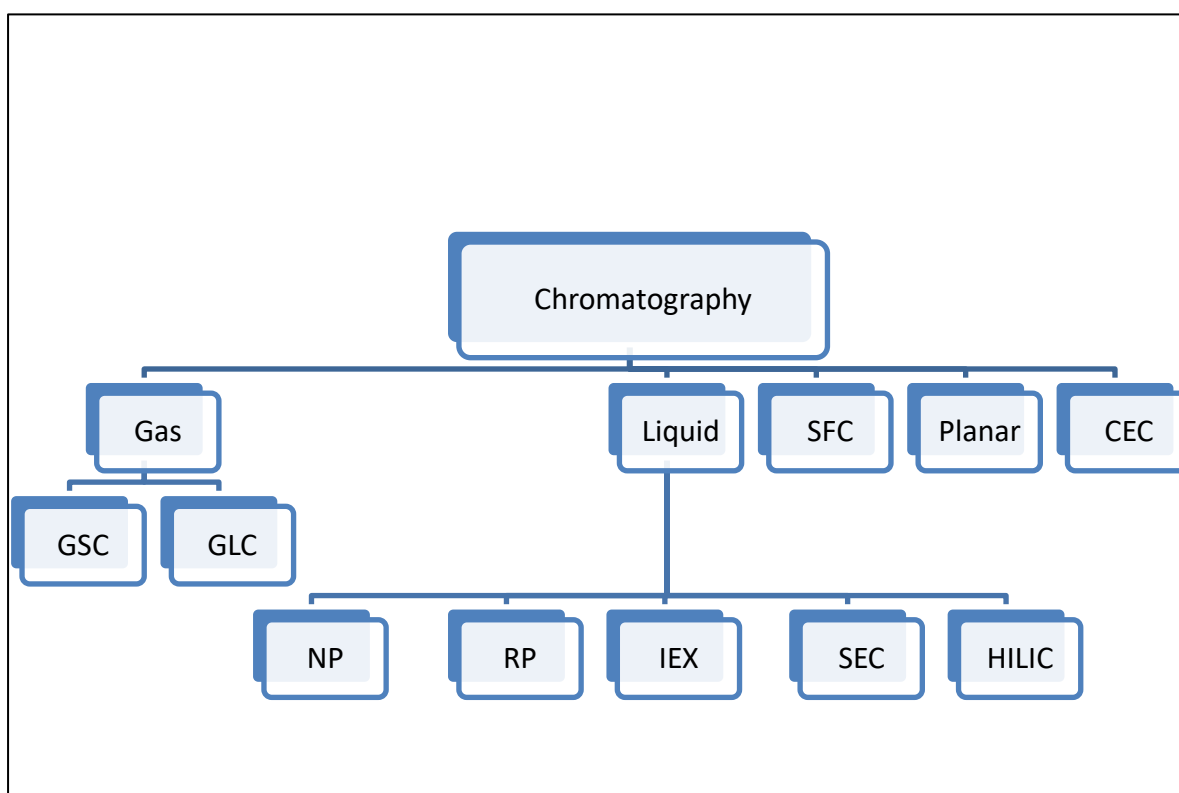 Chromatography
Gas
Liquid
SFC
Planar
CEC
GSC
GLC
NP
RP
IEX
SEC
HILIC